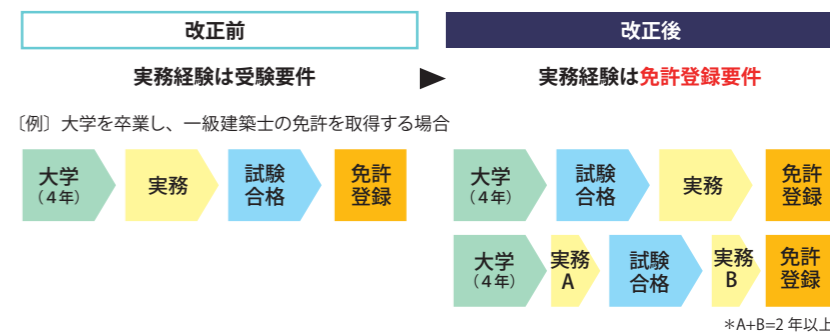 改正前
改正後
実務経験は受験要件
実務経験は免許登録要件
〔例〕大学を卒業し、一級建築士の免許を取得する場合
大学
（４年）
実務
試験
合格
免許
登録
大学
（４年）
試験
合格
実務
免許
登録
大学
（４年）
実務
A
試験
合格
実務
B
免許
登録
＊A+B=2 年以上